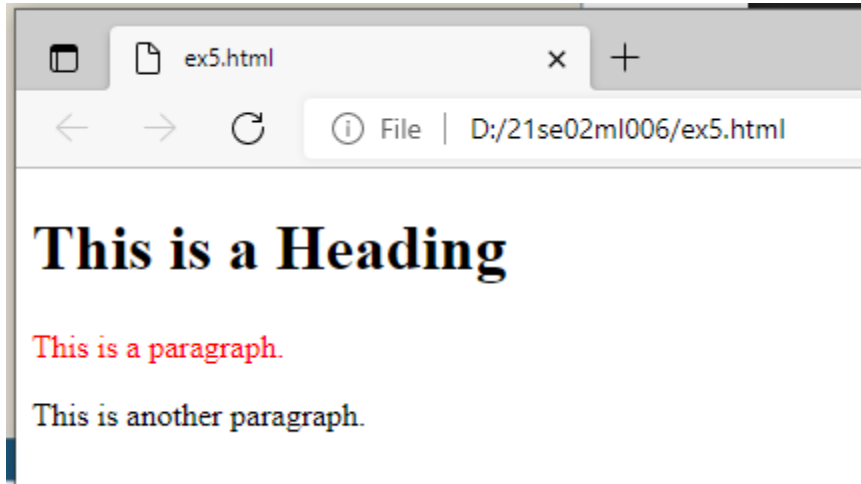 ex5.html
File D:/21se02ml006/ex5.html
This is a Heading
This is a paragraph.
This is another paragraph.